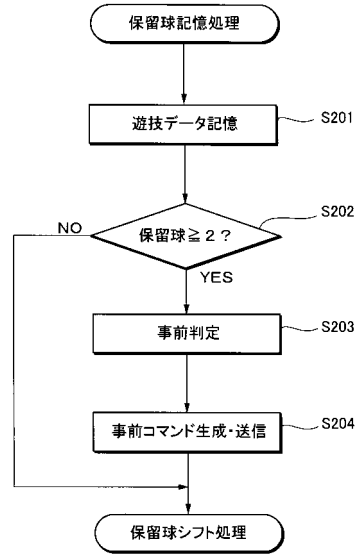 保留球記憶処理
遊技データ記憶
S201
S202
保留球≧2？
NO
YES
事前判定
S203
事前コマンド生成・送信
S204
保留球シフト処理